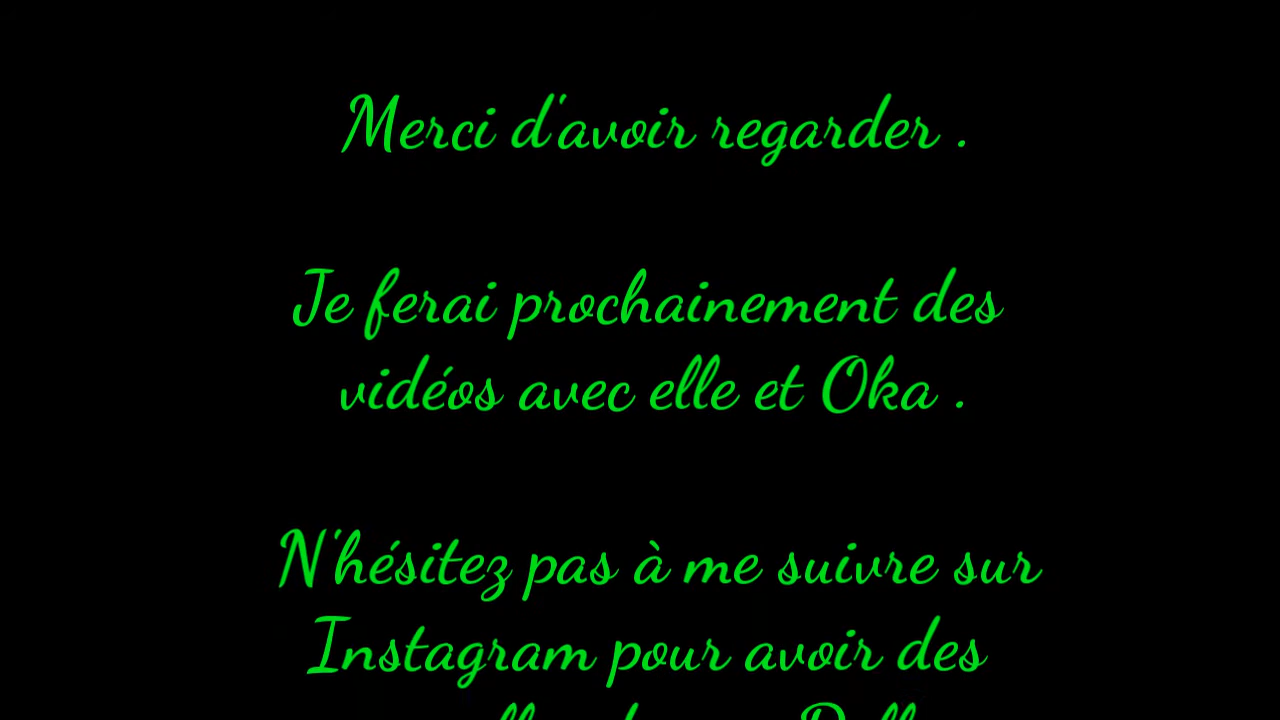 Merci d'avoir regarder .
Je ferai prochainement des
vidéos avec elle et Oka .
N'hésitez pas à me suivre sur
Instagram pour avoir des